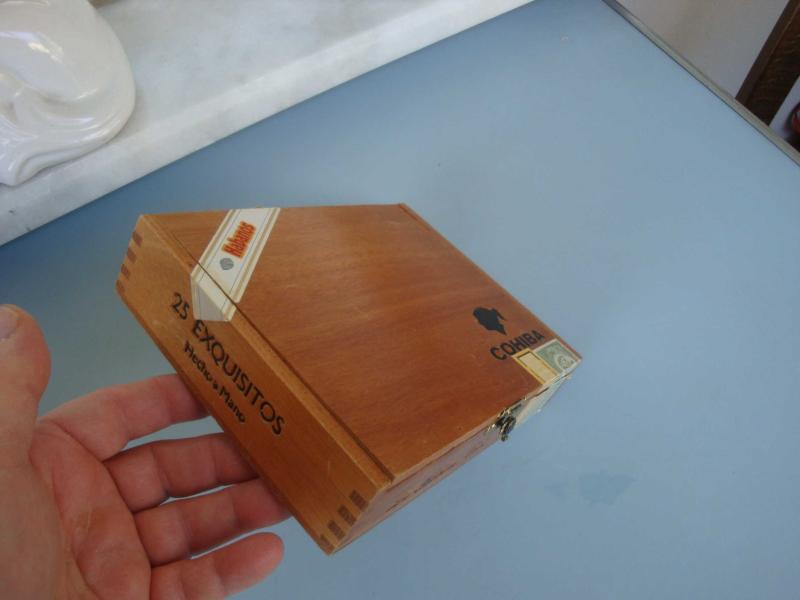 Habanos
COHIBA
25 EXQUISITOS
Hecho a Mano